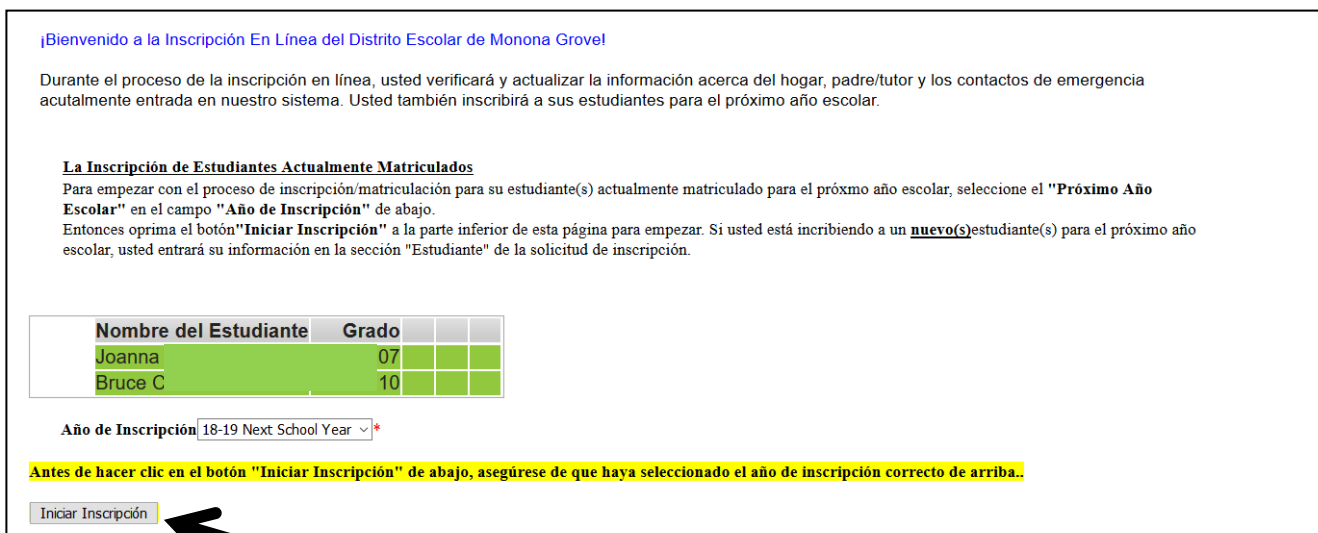 ¡Bienvenido a la Inscripción En Línea del Distrito Escolar de Monona Grove!
Durante el proceso de la inscripción en línea, usted verificará y actualizar la información acerca del hogar, padre/tutor y los contactos de emergencia
acutalmente entrada en nuestro sistema. Usted también inscribirá a sus estudiantes para el próximo año escolar.
La Inscripción de Estudiantes Actualmente Matriculados
Para empezar con el proceso de inscripción/matriculación para su estudiante(s) actualmente matriculado para el próxmo año escolar, seleccione el "Próximo Año
Escolar" en el campo "Año de Inscripción" de abajo.
Entonces oprima el botón"Iniciar Inscripción" a la parte inferior de esta página para empezar. Si usted está incribiendo a un nuevo(s)estudiante(s) para el próximo año
escolar, usted entrará su información en la sección "Estudiante" de la solicitud de inscripción.
Nombre del Estudiante Grado
Joanna 07
Bruce C 10
Año de Inscripción 18-19 Next School Year *
Antes de hacer clic en el botón "Iniciar Inscripción" de abajo, asegúrese de que haya seleccionado el año de inscripción correcto de arriba..
Iniciar Inscripción